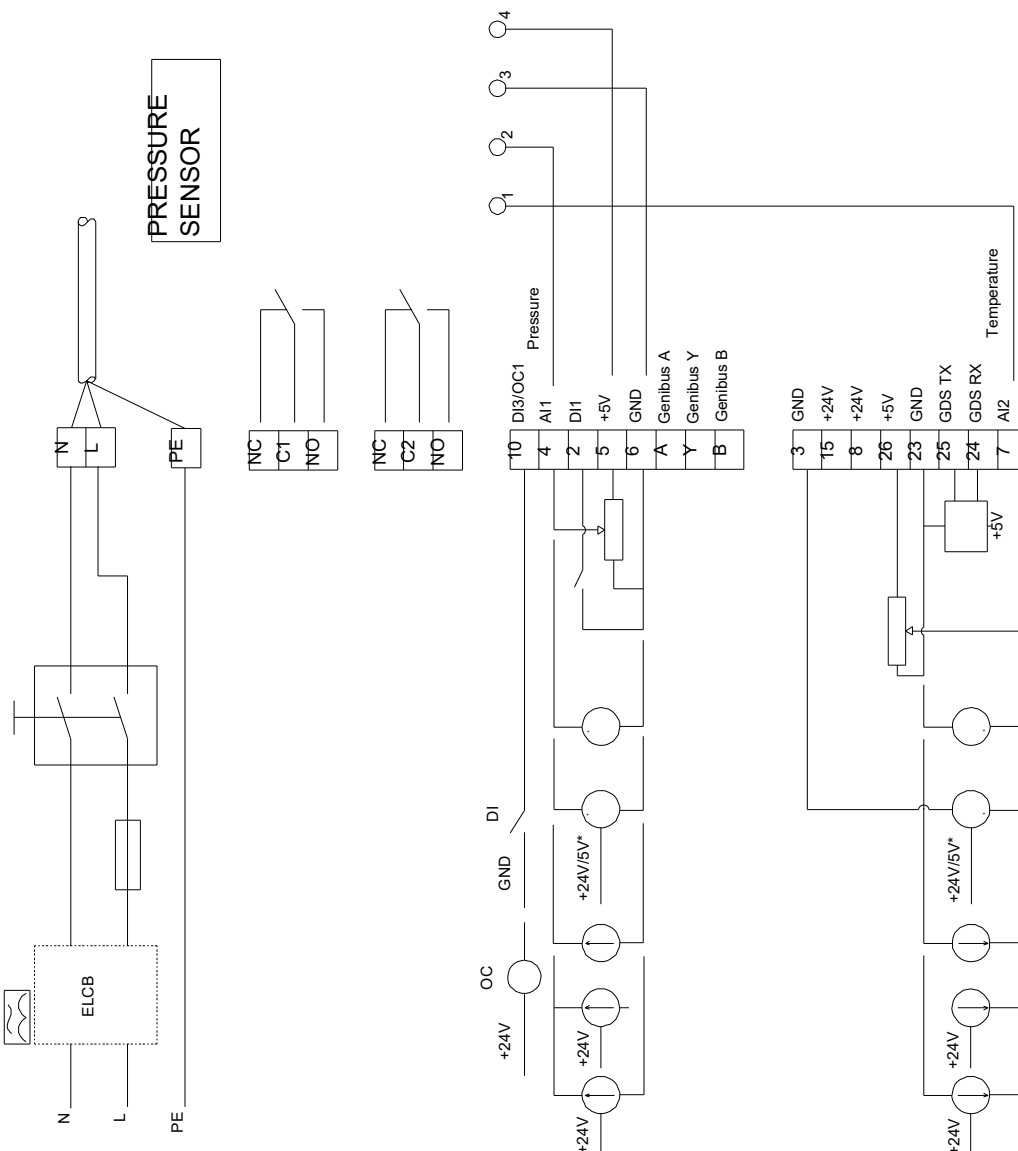 4
3
2
1
PRESSURE
SENSOR
N
L
PE
NC
C1
NO
NC
C2
NO
Pressure
10 DI3/OC1
4 AI1
2 DI1
5 +5V
6 GND
A Genibus A
Y Genibus Y
B Genibus B
Temperature
3 GND
15 +24V
8 +24V
26 +5V
23 GND
25 GDS TX
24 GDS RX
7 AI2
+5V
DI
GND
OC
+24V
+24V/5V*
+24V
+24V
+24V/5V*
+24V
+24V
ELCB
N
L
PE